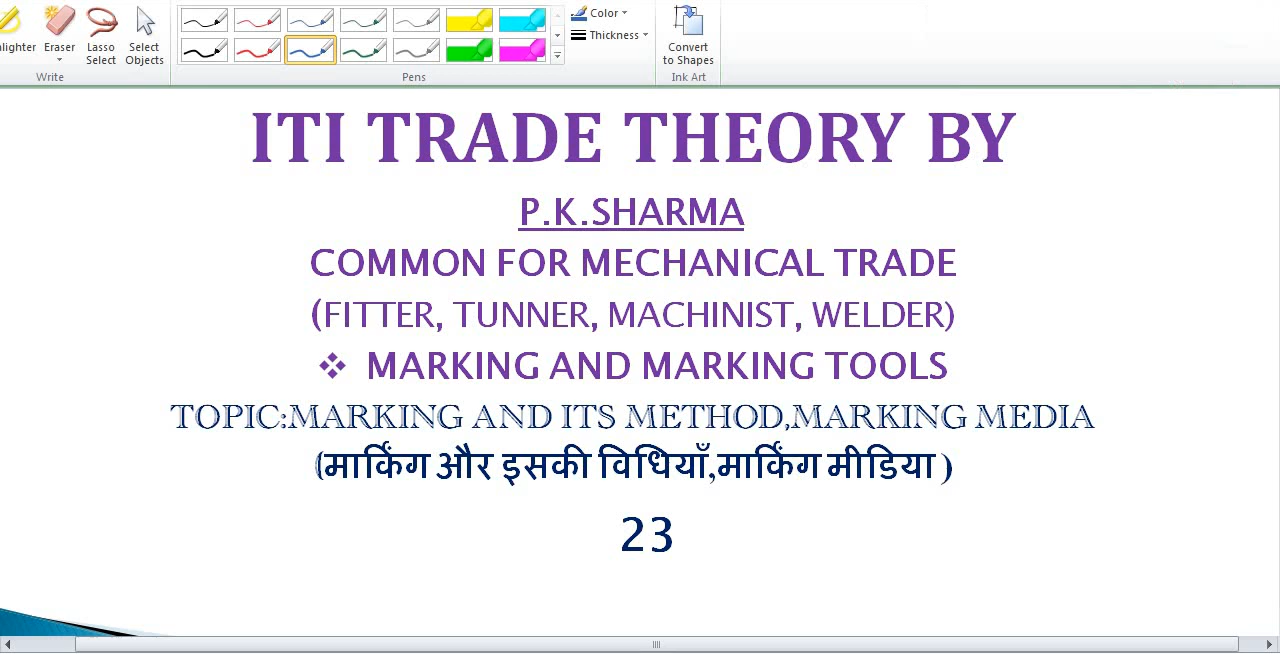 lighter
Eraser
Lasso Select
Select Objects
Write
Pens
Color
Thickness
Convert to Shapes
Ink Art
ITI TRADE THEORY BY
P.K.SHARMA
COMMON FOR MECHANICAL TRADE
(FITTER, TUNNER, MACHINIST, WELDER)
❖ MARKING AND MARKING TOOLS
TOPIC:MARKING AND ITS METHOD,MARKING MEDIA
(मार्किंग और इसकी विधियाँ,मार्किंग मीडिया )
23